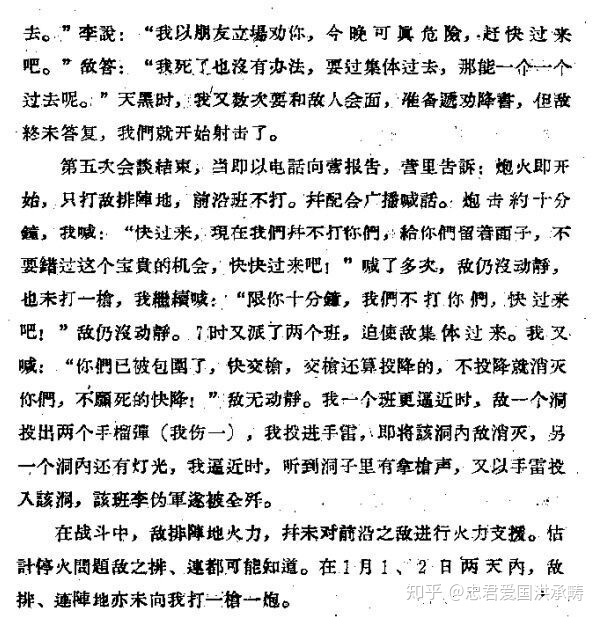 去。”李說：“我以朋友立場劝你，今晚可真危險，赶快过来
吧。”敌答：“我死了也沒有办法，要过集体过去，那能一个一个
过去呢。”天黑时，我又数次要和敌人会面，准备遞劝降書，但敌
終未答复，我們就开始射击了。
第五次会談結束，当即以电話向营报告，营里告訴：炮火即开
始，只打敌排陣地，前沿班不打。幷配合广播喊話。炮击約十分
鐘，我喊：“快过来，現在我們幷不打你們，給你們留着面子，不
要錯过这个宝貴的机会，快快过来吧！”喊了多次，敌仍沒动靜，
也未打一槍，我繼續喊：“限你十分鐘，我們不打你們，快过来
吧！”敌仍沒动靜。7时又派了两个班，迫使敌集体过来。我又
喊：“你們已被包圍了，快交槍，交槍还算投降的，不投降就消灭
你們，不願死的快降！”敌无动靜。我一个班更逼近时，敌一个洞
投出两个手榴彈（我伤一），我投进手雷，即将該洞內敌消灭，另
一个洞內还有灯光，我逼近时，听到洞子里有拿槍声，又以手雷投
入該洞，該班李伪軍遂被全歼。
在战斗中，敌排陣地火力，幷未对前沿之敌进行火力支援。估
計停火問題敌之排、連都可能知道。在1月1、2日两天內，敌
排、連陣地亦未向我打一槍一炮。
知乎 @忠君爱国洪承畴